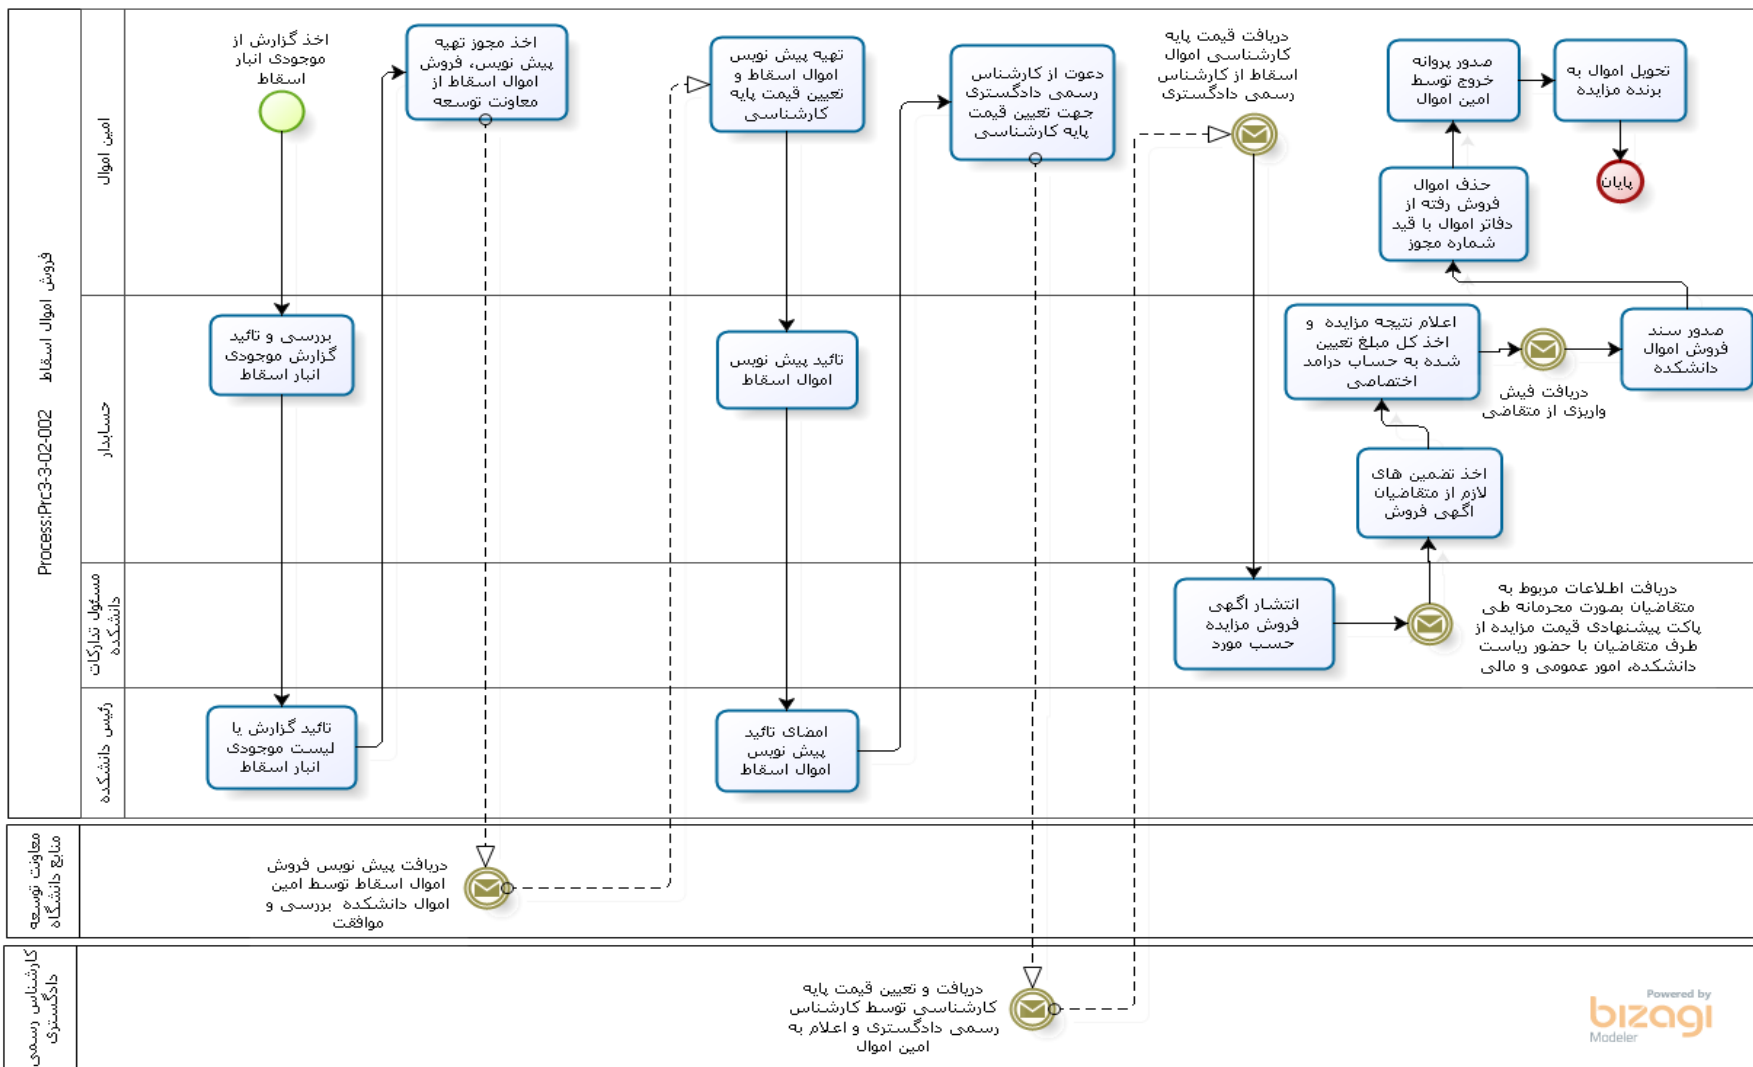 فروش اموال اسقاط
Process:Prc3-3-02-002
امین اموال
اخذ گزارش از
موجودی انبار
اسقاط
اخذ مجوز تهیه
پیش نویس، فروش
اموال اسقاط از
معاونت توسعه
تهیه پیش نویس
اموال اسقاط و
تعیین قیمت پایه
کارشناسی
دعوت از کارشناس
رسمی دادگستری
جهت تعیین قیمت
پایه کارشناسی
دریافت قیمت پایه
کارشناسی اموال
اسقاط از کارشناس
رسمی دادگستری
صدور پروانه
خروج توسط
امین اموال
تحویل اموال به
برنده مزایده
پایان
حذف اموال
فروش رفته از
دفاتر اموال با قید
شماره مجوز
حسابدار
بررسی و تائید
گزارش موجودی
انبار اسقاط
تائید پیش نویس
اموال اسقاط
اعلام نتیجه مزایده و
اخذ کل مبلغ تعیین
شده به حساب درامد
اختصاصی
دریافت فیش
واریزی از متقاضی
صدور سند
فروش اموال
دانشکده
اخذ تضمین های
لازم از متقاضیان
اگهی فروش
مسئول تدارکات
دانشکده
انتشار اگهی
فروش مزایده
حسب مورد
دریافت اطلاعات مربوط به
متقاضیان بصورت محرمانه طی
پاکت پیشنهادی قیمت مزایده از
طرف متقاضیان با حضور ریاست
دانشکده، امور عمومی و مالی
رئیس دانشکده
تائید گزارش یا
لیست موجودی
انبار اسقاط
امضای تائید
پیش نویس
اموال اسقاط
معاونت توسعه
منابع دانشگاه
دریافت پیش نویس فروش
اموال اسقاط توسط امین
اموال دانشکده بررسی و
موافقت
کارشناس رسمی
دادگستری
دریافت و تعیین قیمت پایه
کارشناسی توسط کارشناس
رسمی دادگستری و اعلام به
امین اموال
Powered by
bizagi
Modeler